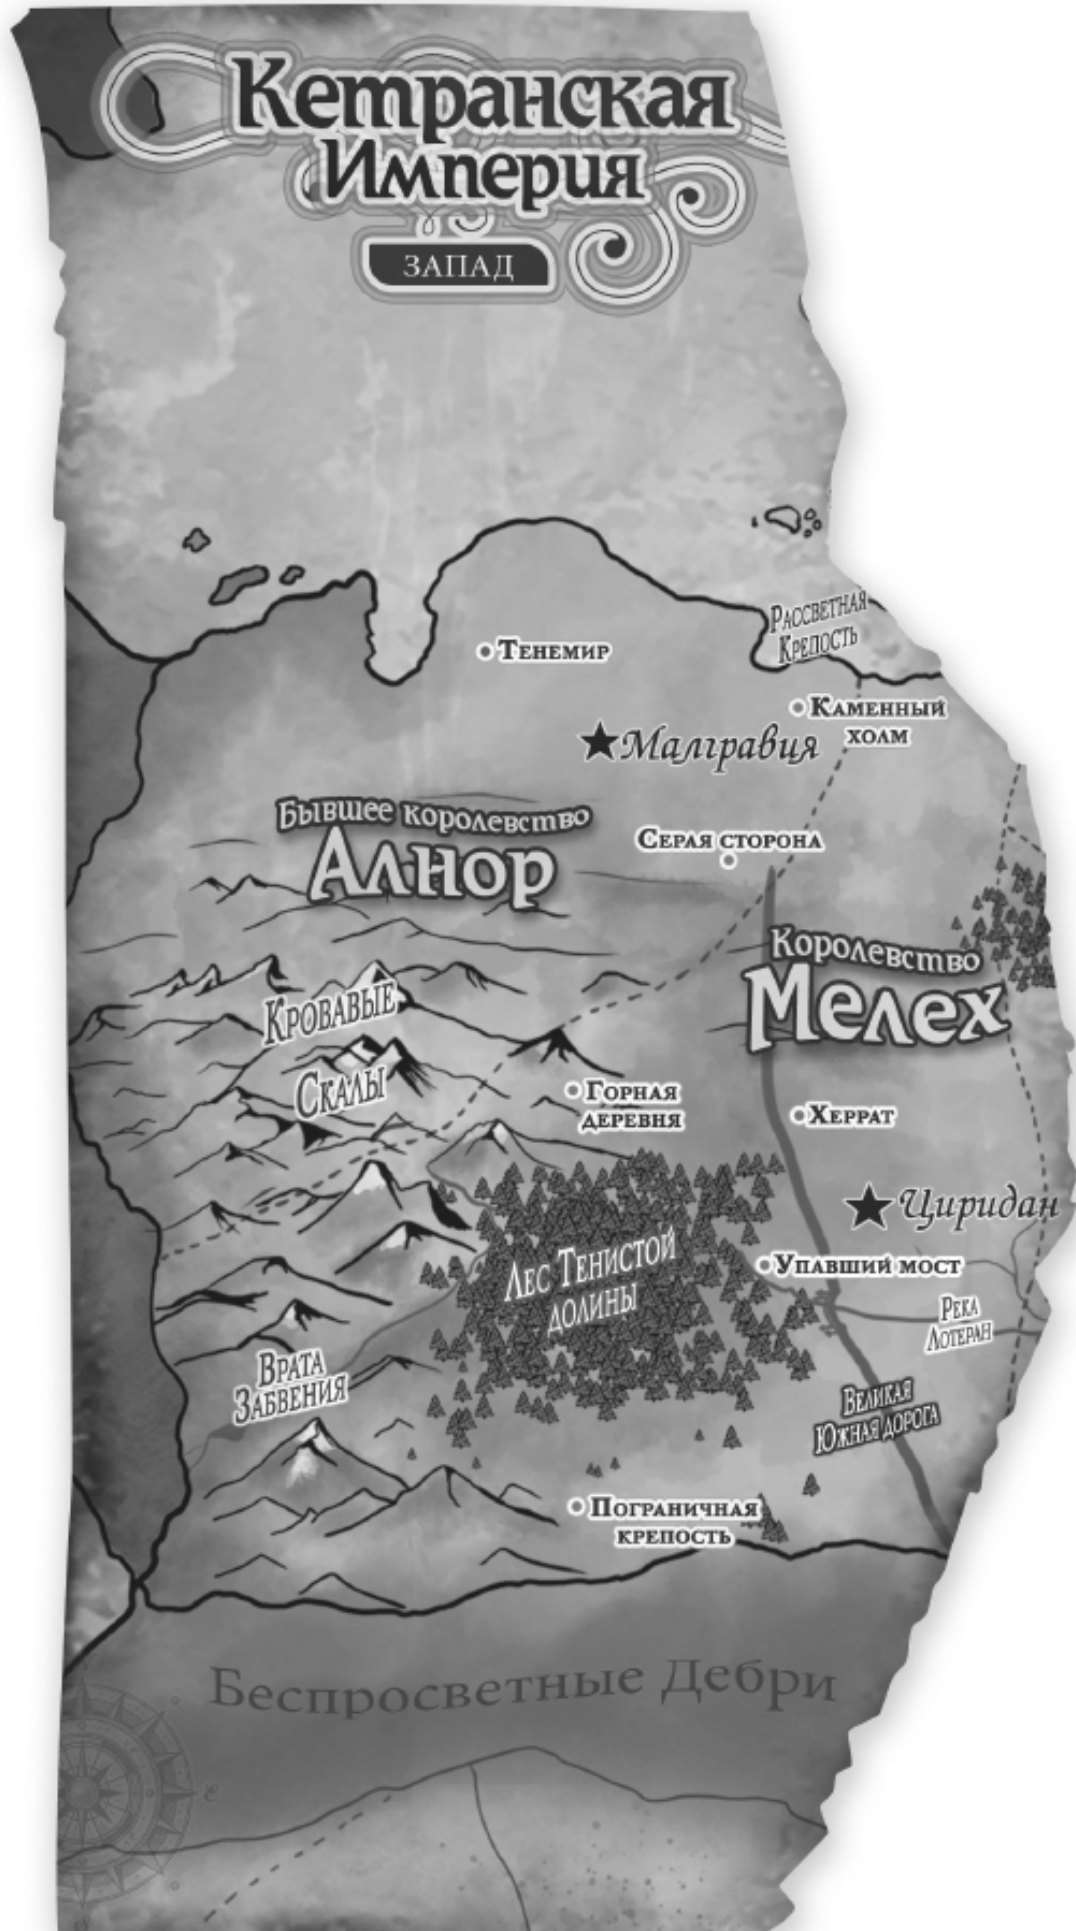 Кетранская
Империя
ЗАПАД
Рассветная
Крепость
Тенемир
Каменный
холм
Малгравия
Бывшее королевство
Алнор
Серая сторона
Королевство
Мелех
Кровавые
Скалы
Горная
деревня
Херрат
Циридан
Лес Тенистой
долины
Упавший мост
Река
Лотеран
Врата
Забвения
Великая
Южная дорога
Пограничная
крепость
Беспросветные Дебри